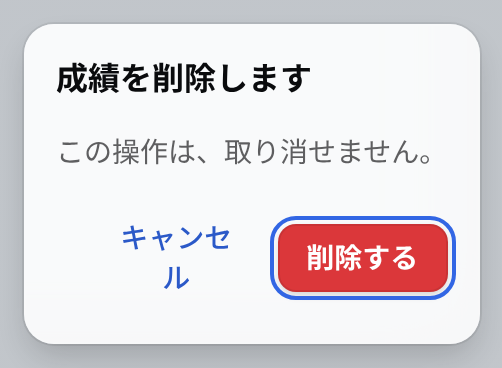 成績を削除します
この操作は、取り消せません。
キャンセ
ル
削除する